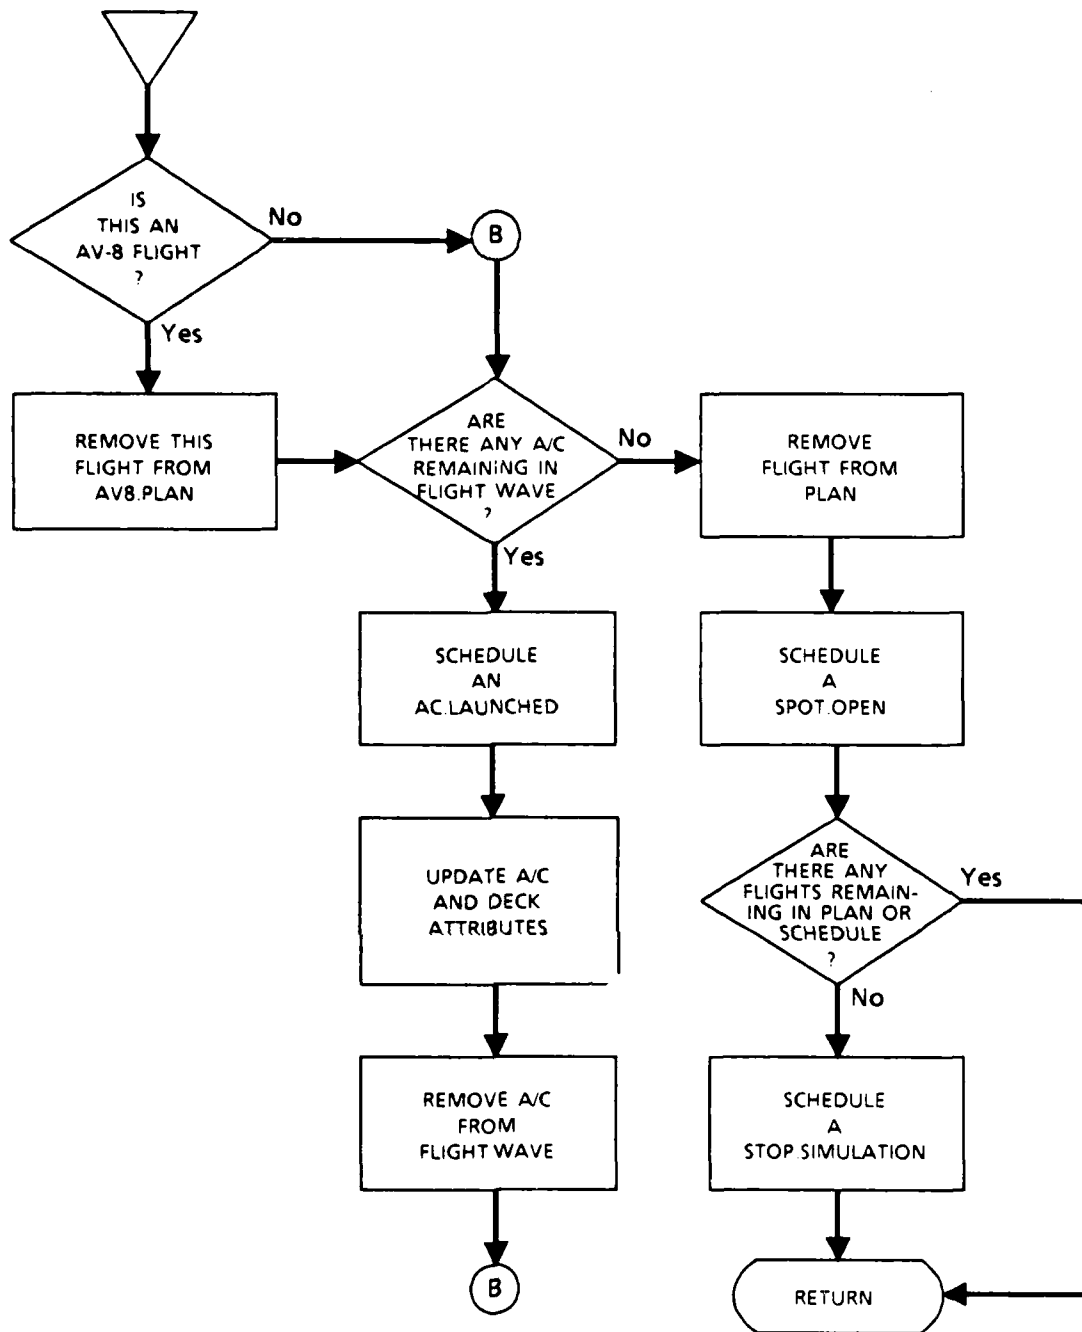 IS
THIS AN
AV-8 FLIGHT
?
No
B
Yes
REMOVE THIS
FLIGHT FROM
AV8.PLAN
ARE
THERE ANY A/C
REMAINING IN
FLIGHT WAVE
?
No
REMOVE
FLIGHT FROM
PLAN
Yes
SCHEDULE
AN
AC.LAUNCHED
SCHEDULE
A
SPOT.OPEN
UPDATE A/C
AND DECK
ATTRIBUTES
ARE
THERE ANY
FLIGHTS REMAIN-
ING IN PLAN OR
SCHEDULE
?
Yes
No
REMOVE A/C
FROM
FLIGHT.WAVE
SCHEDULE
A
STOP.SIMULATION
B
RETURN